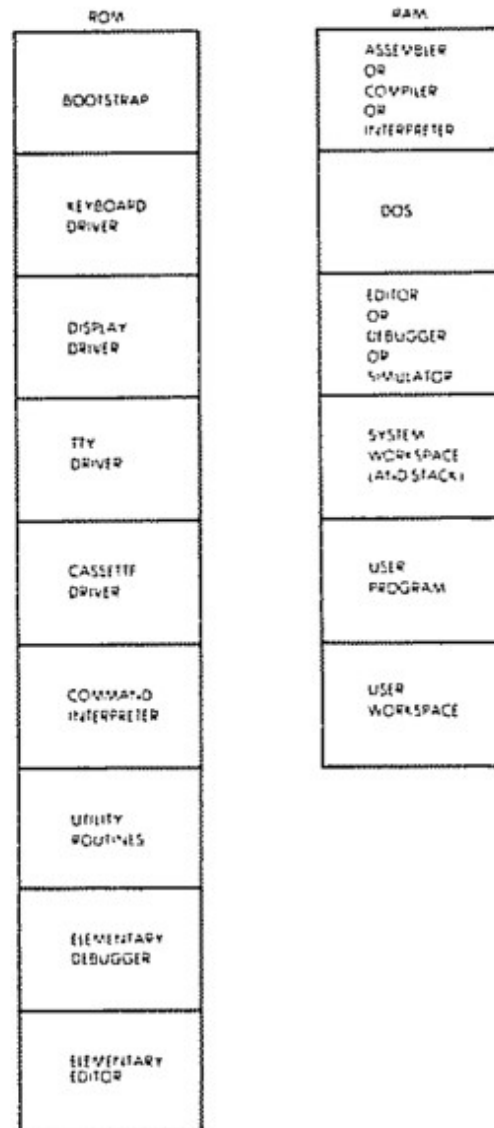 ROM
BOOTSTRAP
KEYBOARD
DRIVER
DISPLAY
DRIVER
TTY
DRIVER
CASSETTE
DRIVER
COMMAND
INTERPRETER
UTILITY
ROUTINES
ELEMENTARY
DEBUGGER
ELEMENTARY
EDITOR
RAM
ASSEMBLER
OR
COMPILER
OR
INTERPRETER
DOS
EDITOR
OR
DEBUGGER
OR
SIMULATOR
SYSTEM
WORKSPACE
(AND STACK)
USER
PROGRAM
USER
WORKSPACE